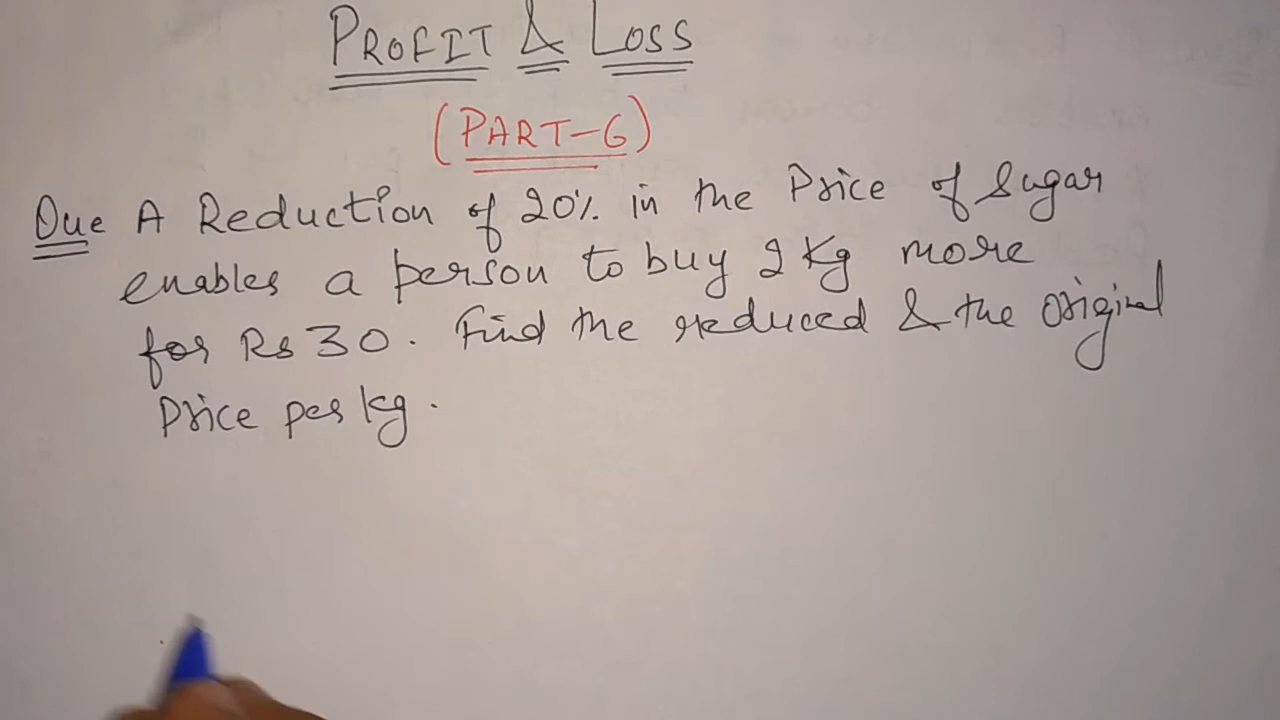 PROFIT & LOSS
(PART-6)
Que A Reduction of 20% in the Price of Sugar
enables a person to buy 2 Kg more
for Rs 30. Find the reduced & the original
Price per kg.